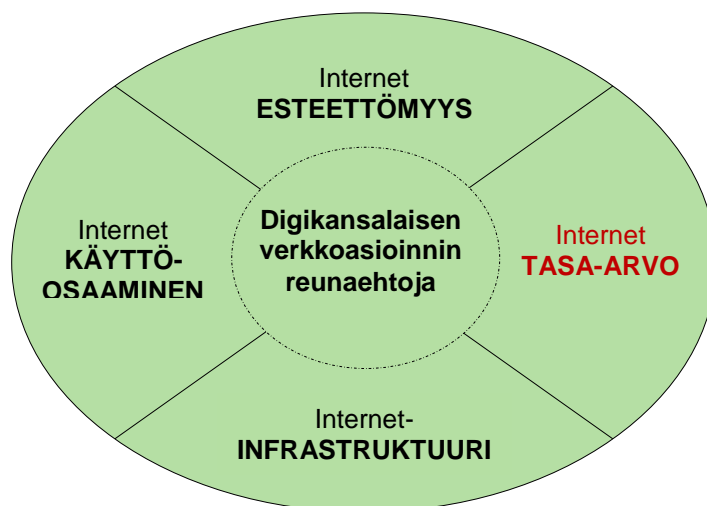 Internet
ESTEETTÖMYYS
Internet
KÄYTTÖ-
OSAAMINEN
Digikansalaisen
verkkoasioinnin
reunaehtoja
Internet
TASA-ARVO
Internet-
INFRASTRUKTUURI